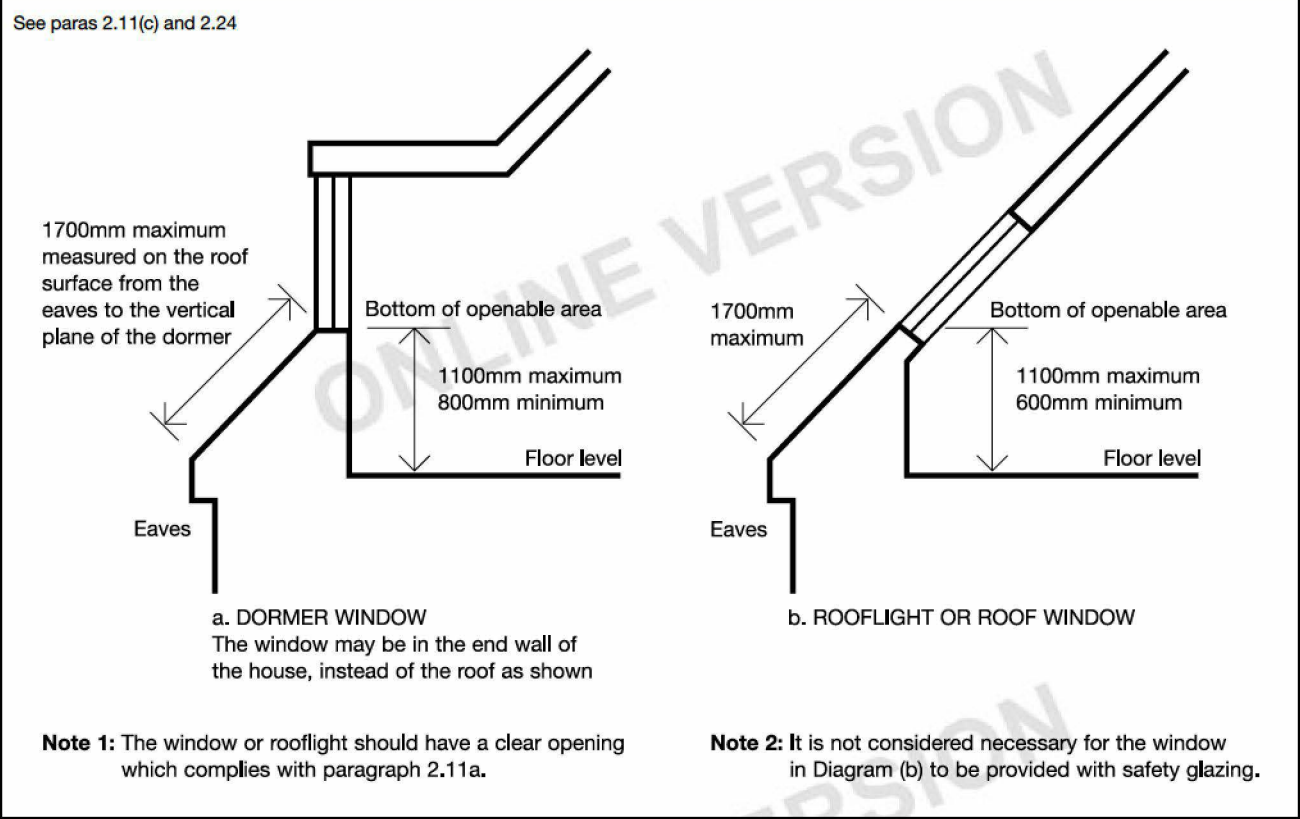 See paras 2.11(c) and 2.24
1700mm maximum
measured on the roof
surface from the
eaves to the vertical
plane of the dormer
Bottom of openable area
1100mm maximum
800mm minimum
Floor level
Eaves
a. DORMER WINDOW
The window may be in the end wall of
the house, instead of the roof as shown
1700mm
maximum
Bottom of openable area
1100mm maximum
600mm minimum
Floor level
Eaves
b. ROOFLIGHT OR ROOF WINDOW
Note 1: The window or rooflight should have a clear opening
which complies with paragraph 2.11a.
Note 2: It is not considered necessary for the window
in Diagram (b) to be provided with safety glazing.
ONLINE VERSION
VERSION